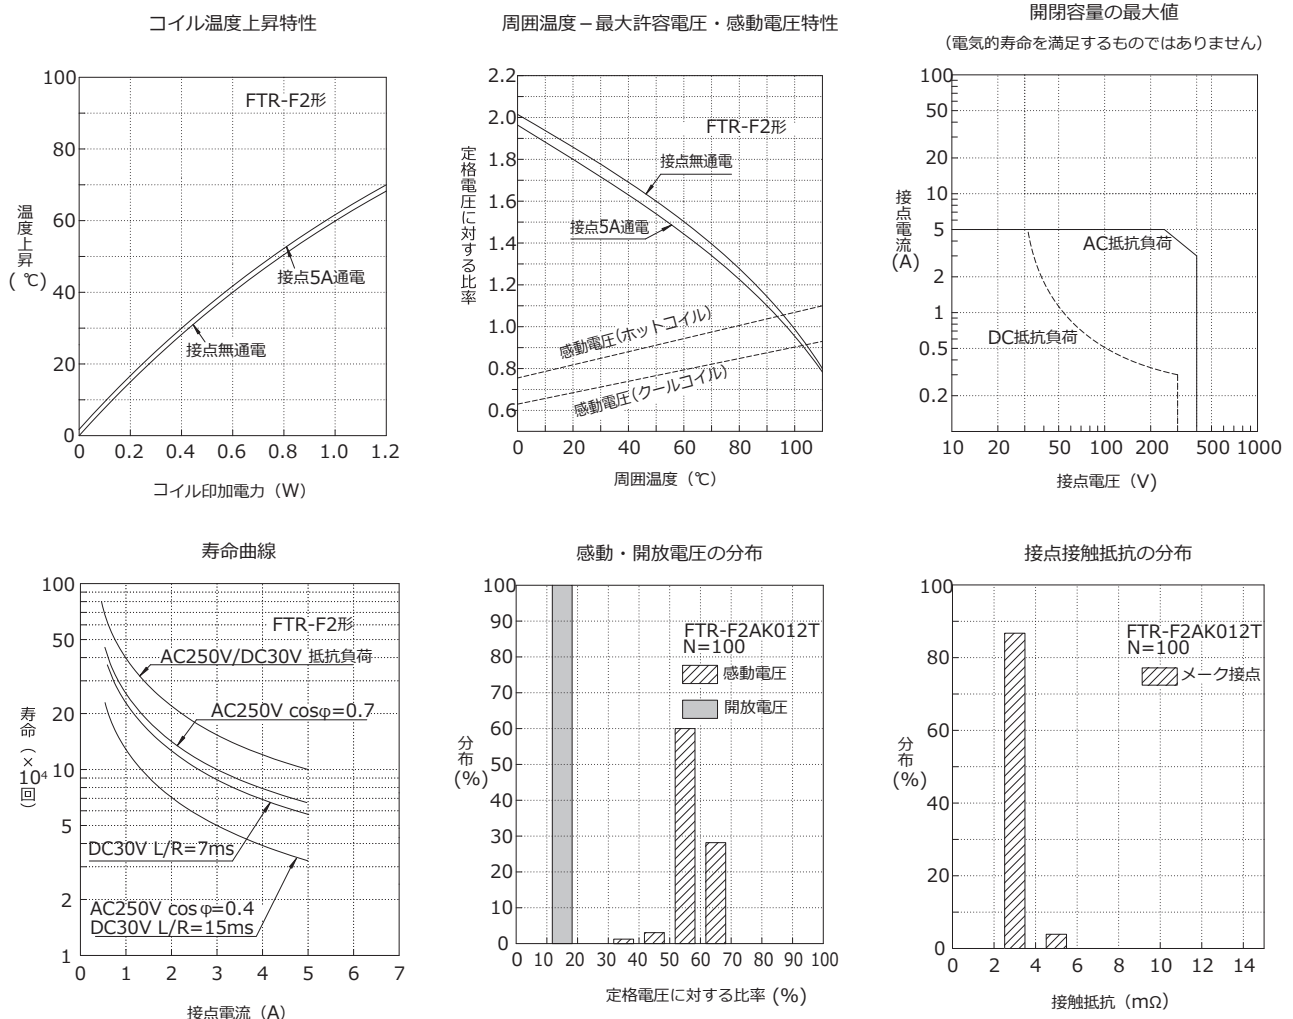 コイル温度上昇特性
100
80
60
40
20
0
温度上昇
(℃)
FTR-F2形
接点5A通電
接点無通電
0 0.2 0.4 0.6 0.8 1.0 1.2
コイル印加電力（W）
周囲温度－最大許容電圧・感動電圧特性
2.2
2.0
1.8
1.6
1.4
1.2
1.0
0.8
0.6
定格電圧に対する比率
FTR-F2形
接点無通電
接点5A通電
感動電圧(ホットコイル)
感動電圧(クールコイル)
0 20 40 60 80 100
周囲温度（℃）
開閉容量の最大値
（電気的寿命を満足するものではありません）
100
50
20
10
5
2
1
0.5
0.2
接点電流
(A)
AC抵抗負荷
DC抵抗負荷
10 20 50 100 200 500 1000
接点電圧（V)
寿命曲線
100
50
20
10
5
2
1
寿命（×10⁴回）
FTR-F2形
AC250V/DC30V 抵抗負荷
AC250V cosφ=0.7
DC30V L/R=7ms
AC250V cosφ=0.4
DC30V L/R=15ms
0 1 2 3 4 5 6 7
接点電流（A）
感動・開放電圧の分布
100
90
80
70
60
50
40
30
20
10
0
分布
(%)
FTR-F2AK012T
N=100
感動電圧
開放電圧
0 10 20 30 40 50 60 70 80 90 100
定格電圧に対する比率 (%)
接点接触抵抗の分布
100
80
60
40
20
0
分布
(%)
FTR-F2AK012T
N=100
メーク接点
0 2 4 6 8 10 12 14
接触抵抗（mΩ）